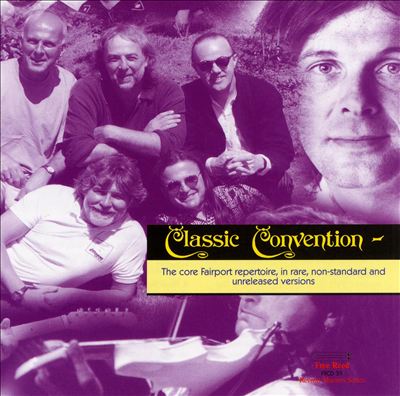 Classic Convention -
The core Fairport repertoire, in rare, non-standard and
unreleased versions
Free Reed